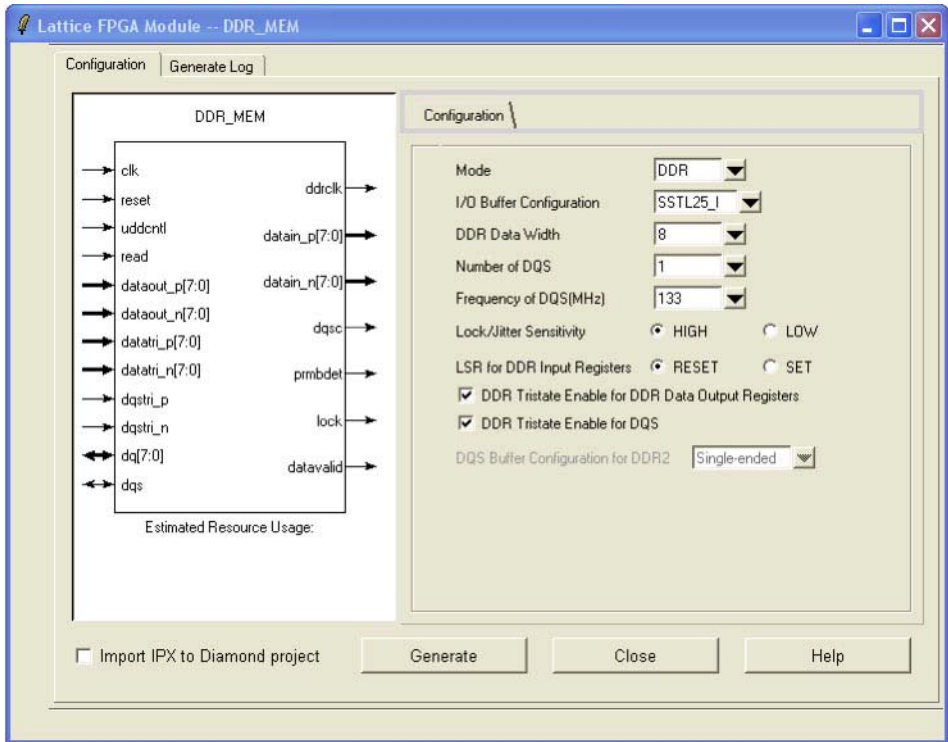 Lattice FPGA Module -- DDR_MEM
Configuration
Generate Log
DDR_MEM
clk
reset
uddcntl
read
dataout_p[7:0]
dataout_n[7:0]
datatri_p[7:0]
datatri_n[7:0]
dqstri_p
dqstri_n
dq[7:0]
dqs
ddrclk
datain_p[7:0]
datain_n[7:0]
dqsc
prmbdet
lock
datavalid
Estimated Resource Usage:
Configuration
Mode DDR
I/O Buffer Configuration SSTL25_I
DDR Data Width 8
Number of DQS 1
Frequency of DQS(MHz) 133
Lock/Jitter Sensitivity HIGH LOW
LSR for DDR Input Registers RESET SET
DDR Tristate Enable for DDR Data Output Registers
DDR Tristate Enable for DQS
DQS Buffer Configuration for DDR2 Single-ended
Import IPX to Diamond project
Generate
Close
Help